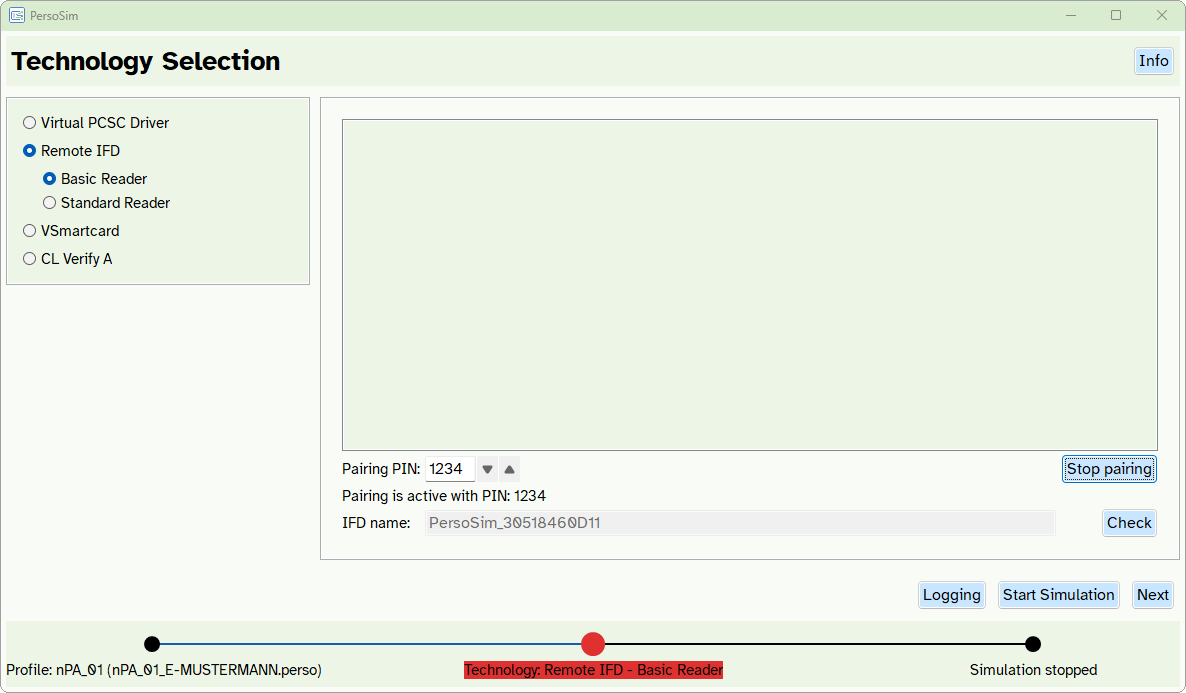 PersoSim
Technology Selection
Info
Virtual PCSC Driver
Remote IFD
Basic Reader
Standard Reader
VSmartcard
CL Verify A
Pairing PIN: 1234
Stop pairing
Pairing is active with PIN: 1234
IFD name: PersoSim_30518460D11
Check
Logging
Start Simulation
Next
Profile: nPA_01 (nPA_01_E-MUSTERMANN.perso)
Technology: Remote IFD - Basic Reader
Simulation stopped